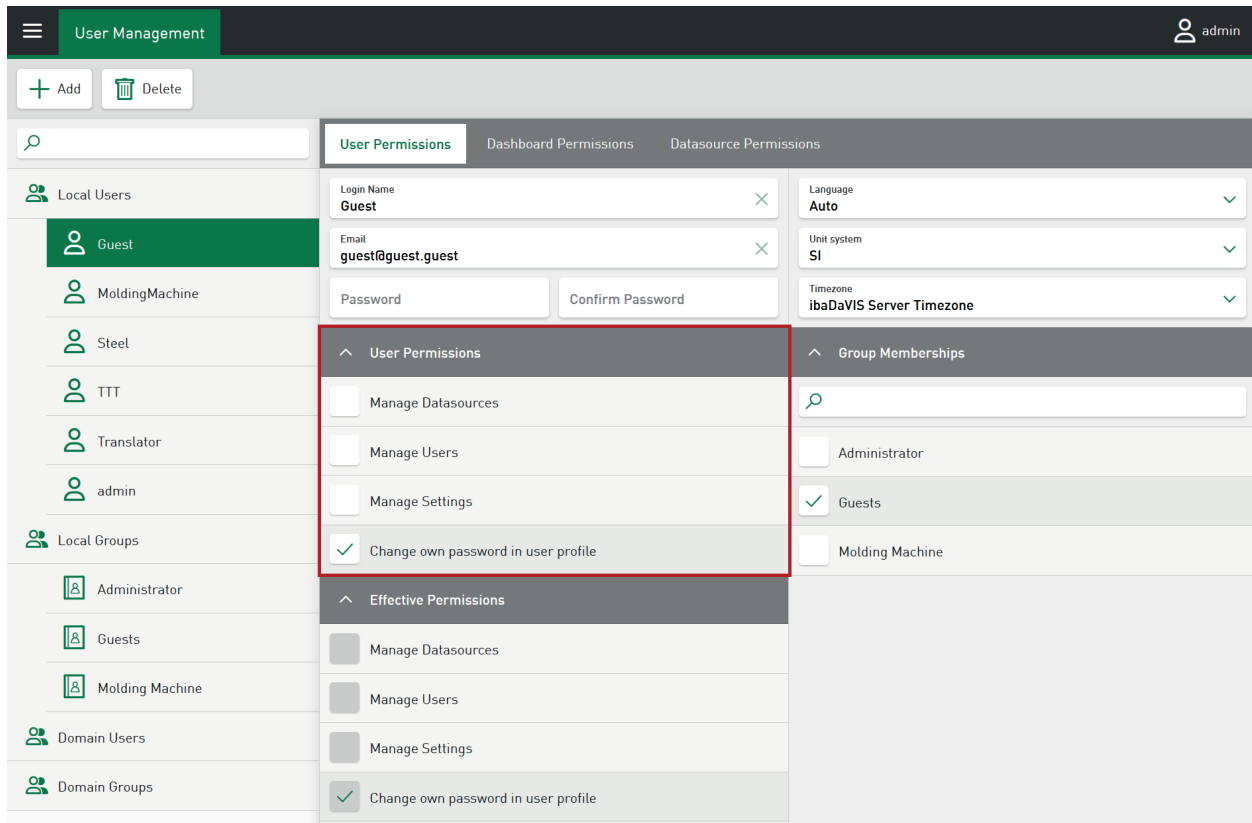 User Management
admin
Add
Delete
User Permissions
Dashboard Permissions
Datasource Permissions
Local Users
Guest
MoldingMachine
Steel
TTT
Translator
admin
Local Groups
Administrator
Guests
Molding Machine
Domain Users
Domain Groups
Login Name
Guest
Email
guest@guest.guest
Password
Confirm Password
Language
Auto
Unit system
SI
Timezone
ibaDaVIS Server Timezone
User Permissions
Manage Datasources
Manage Users
Manage Settings
Change own password in user profile
Effective Permissions
Manage Datasources
Manage Users
Manage Settings
Change own password in user profile
Group Memberships
Administrator
Guests
Molding Machine